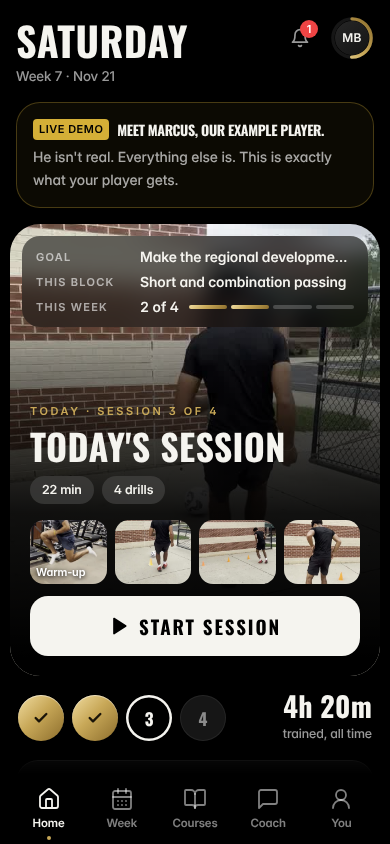 SATURDAY
Week 7 · Nov 21
1
MB
LIVE DEMO MEET MARCUS, OUR EXAMPLE PLAYER.
He isn't real. Everything else is. This is exactly
what your player gets.
GOAL Make the regional developme...
THIS BLOCK Short and combination passing
THIS WEEK 2 of 4
TODAY · SESSION 3 OF 4
TODAY'S SESSION
22 min 4 drills
Warm-up
START SESSION
3 4 4h 20m
trained, all time
Home Week Courses Coach You